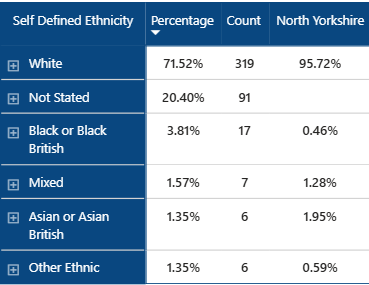 Self Defined Ethnicity Percentage Count North Yorkshire
White 71.52% 319 95.72%
Not Stated 20.40% 91
Black or Black
British 3.81% 17 0.46%
Mixed 1.57% 7 1.28%
Asian or Asian
British 1.35% 6 1.95%
Other Ethnic 1.35% 6 0.59%